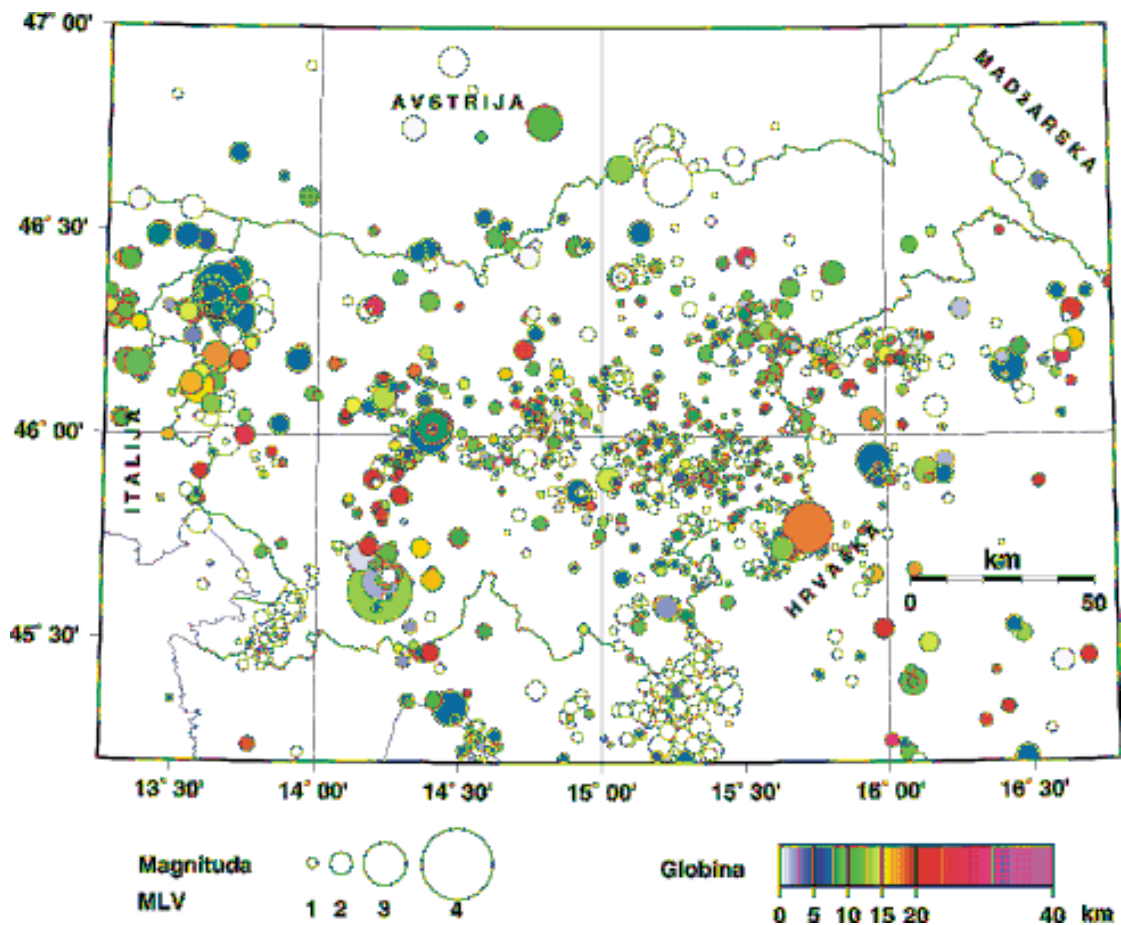 47° 00'
AVSTRIJA
MADŽARSKA
46° 30'
46° 00'
ITALIJA
HRVAŠKA
km
0 50
45° 30'
13° 30' 14° 00' 14° 30' 15° 00' 15° 30' 16° 00' 16° 30'
Magnituda
MLV
1 2 3 4
Globina
0 5 10 15 20 40 km